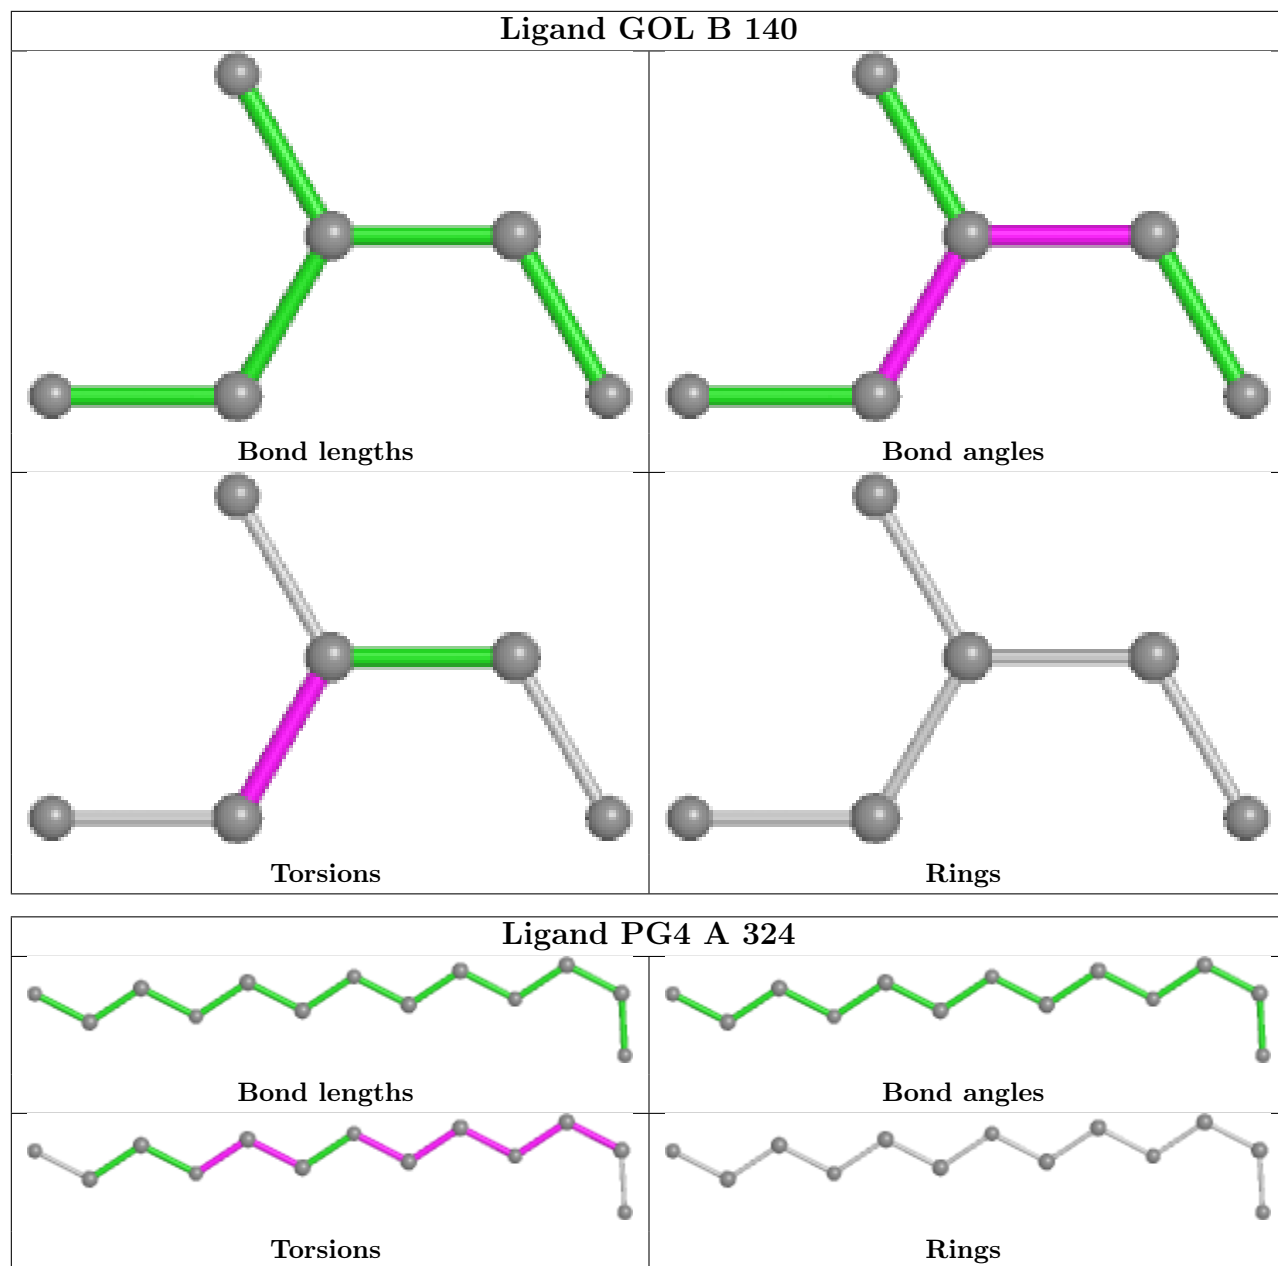 Ligand GOL B 140
Bond lengths
Bond angles
Torsions
Rings
Ligand PG4 A 324
Bond lengths
Bond angles
Torsions
Rings